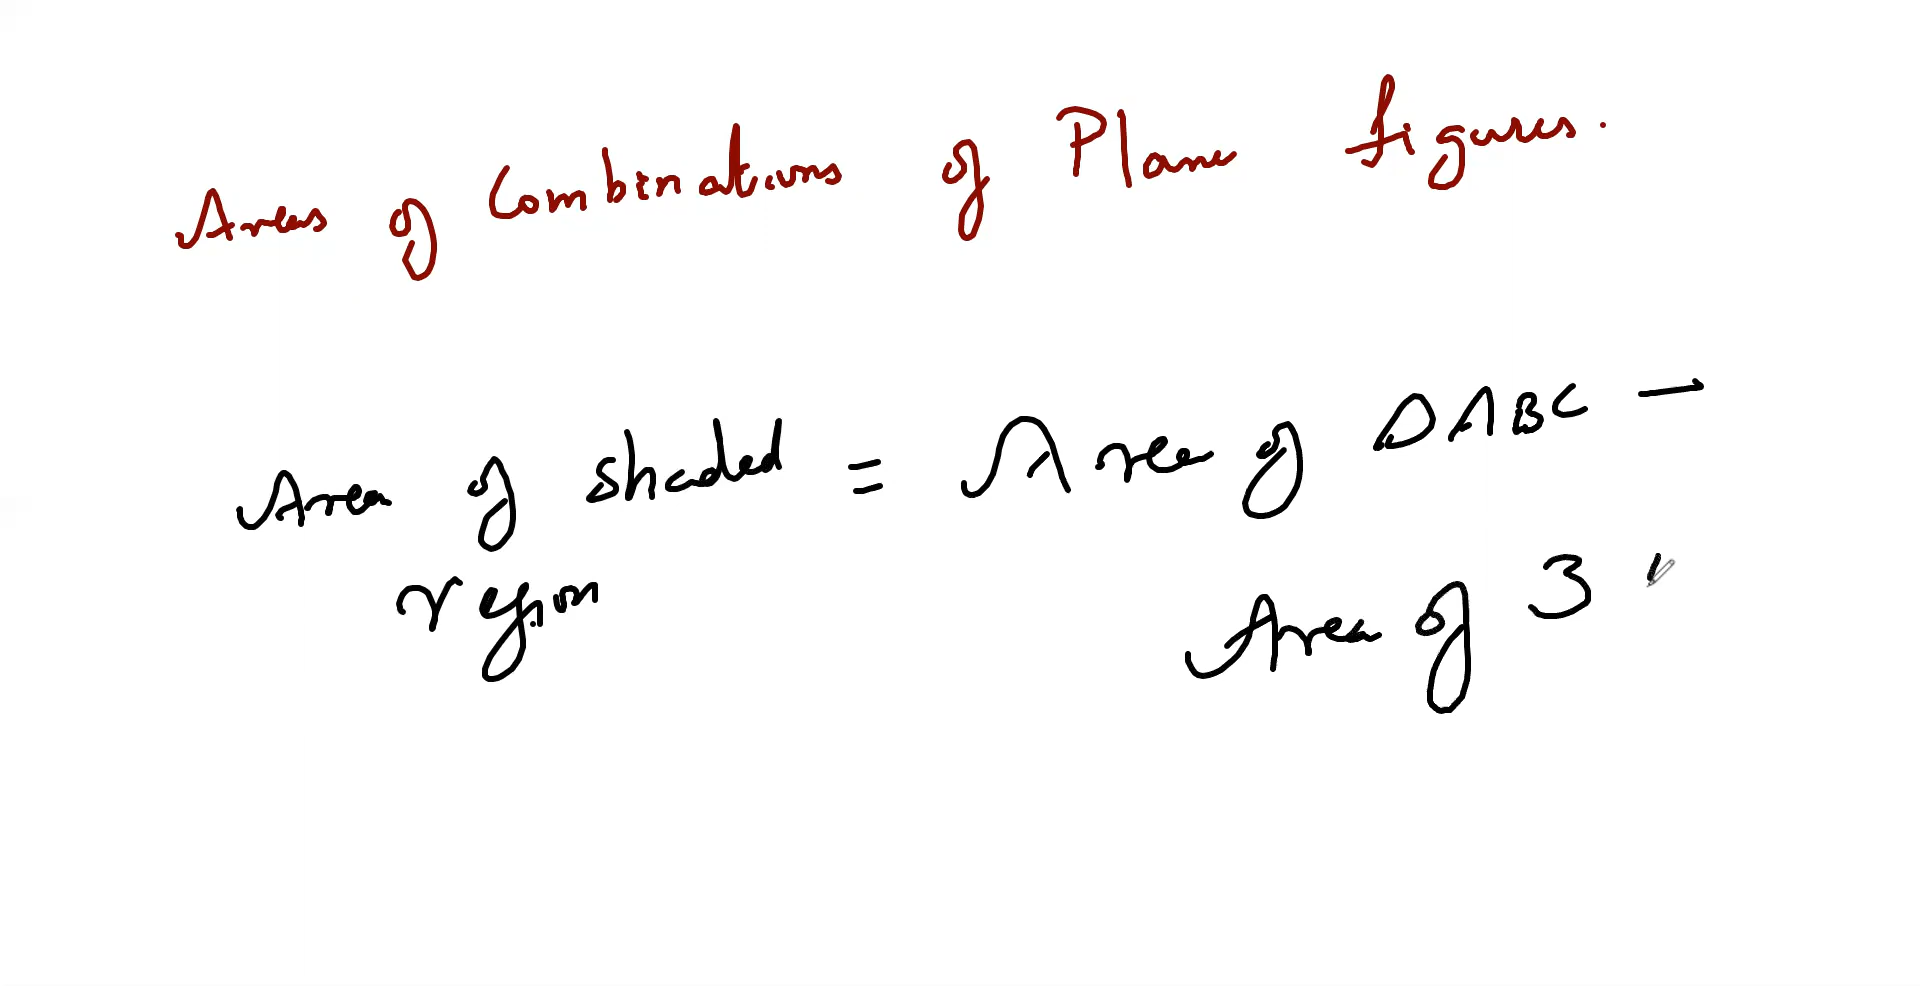 Areas of Combinations of Plane figures.
Area of shaded = Area of ΔABC -
region Area of 3